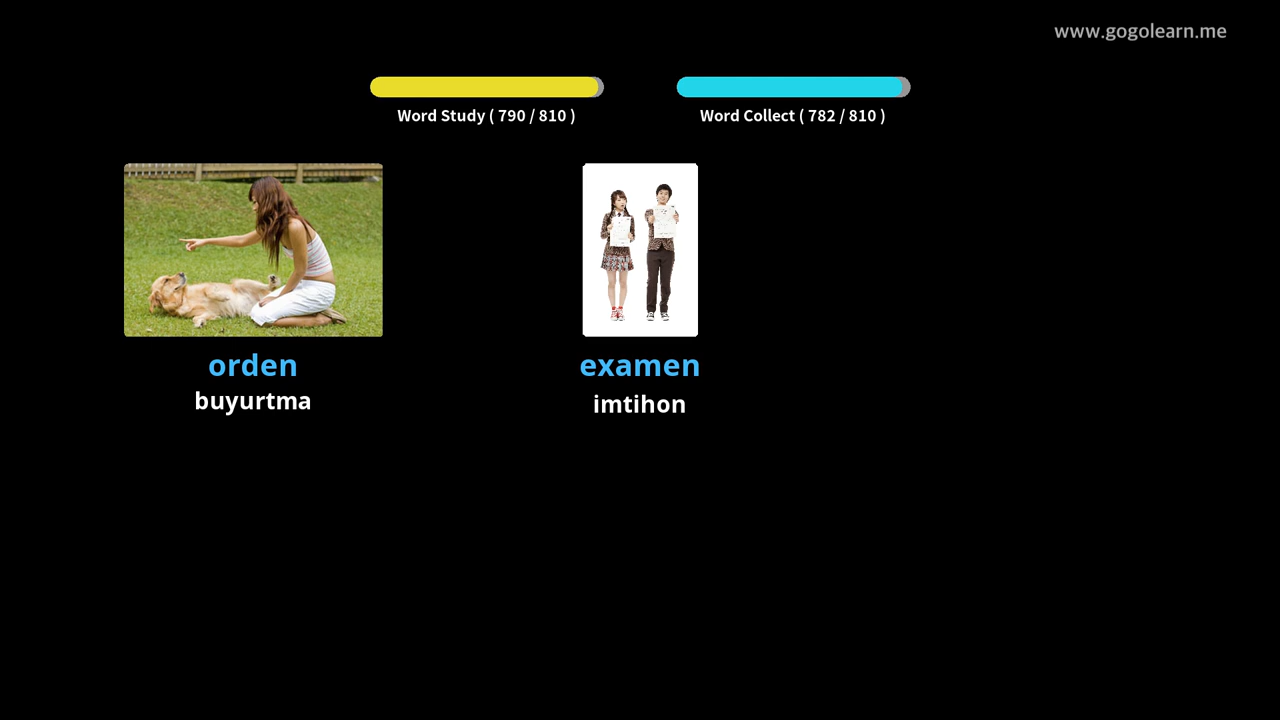 www.gogolearn.me
Word Study ( 790 / 810 )
Word Collect ( 782 / 810 )
orden
buyurtma
examen
imtihon